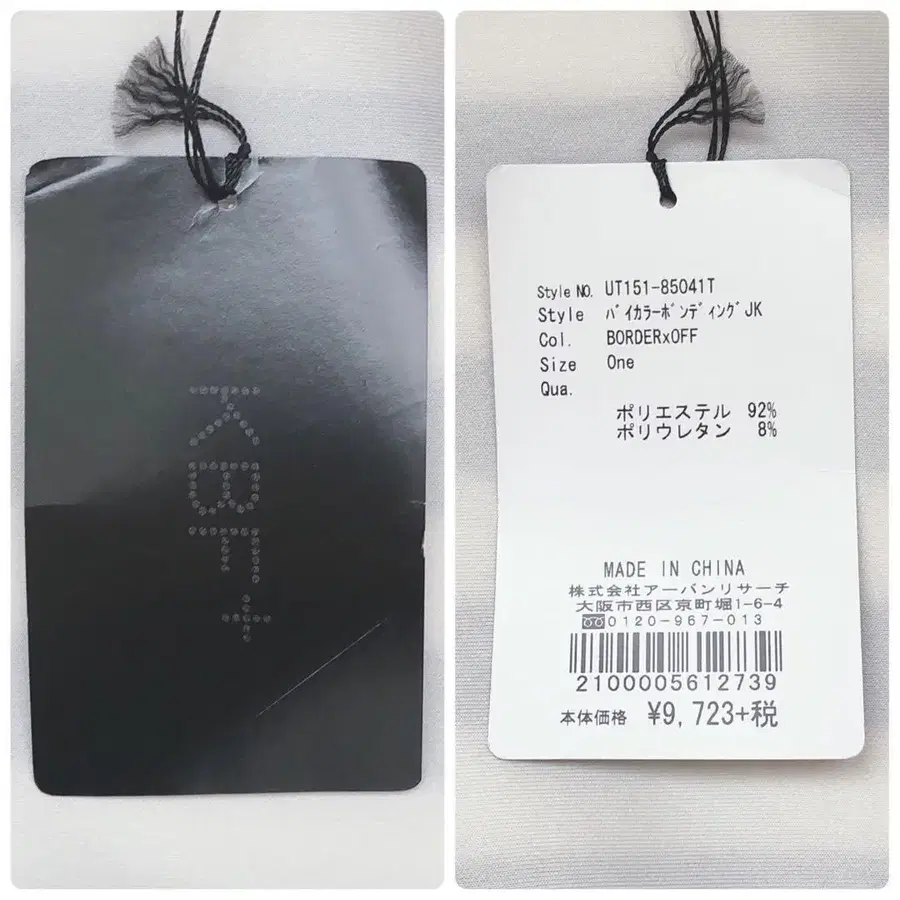 KBF+
Style NO. UT151-85041T
Style ﾊﾞｲｶﾗｰﾎﾞﾝﾃﾞｨﾝｸﾞJK
Col. BORDERxOFF
Size One
Qua.
ポリエステル 92%
ポリウレタン 8%
MADE IN CHINA
株式会社アーバンリサーチ
大阪市西区京町堀1-6-4
0120-967-013
2100005612739
本体価格 ¥9,723+税